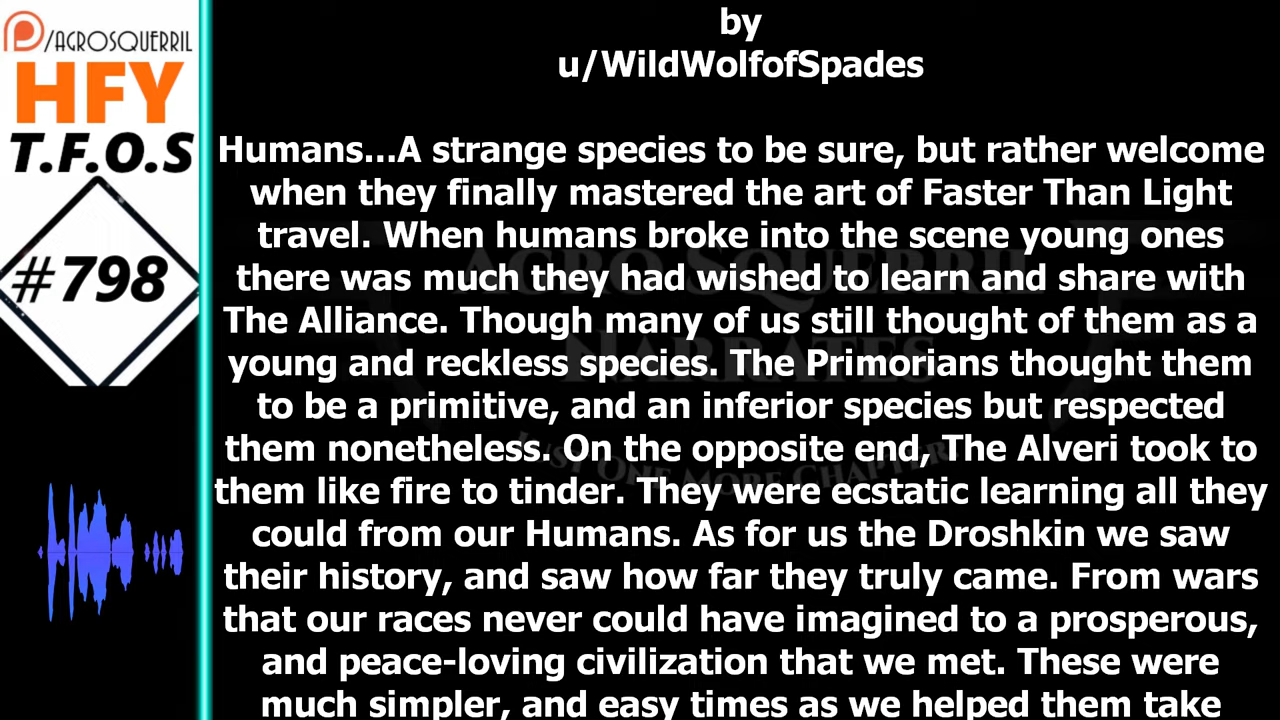 /AGROSQUERRIL
HFY
T.F.O.S
#798
by
u/WildWolfofSpades
Humans...A strange species to be sure, but rather welcome
when they finally mastered the art of Faster Than Light
travel. When humans broke into the scene young ones
there was much they had wished to learn and share with
The Alliance. Though many of us still thought of them as a
young and reckless species. The Primorians thought them
to be a primitive, and an inferior species but respected
them nonetheless. On the opposite end, The Alveri took to
them like fire to tinder. They were ecstatic learning all they
could from our Humans. As for us the Droshkin we saw
their history, and saw how far they truly came. From wars
that our races never could have imagined to a prosperous,
and peace-loving civilization that we met. These were
much simpler, and easy times as we helped them take
AGRO SQUERRIL
NARRATES
JUST ONE MORE CHAPTER